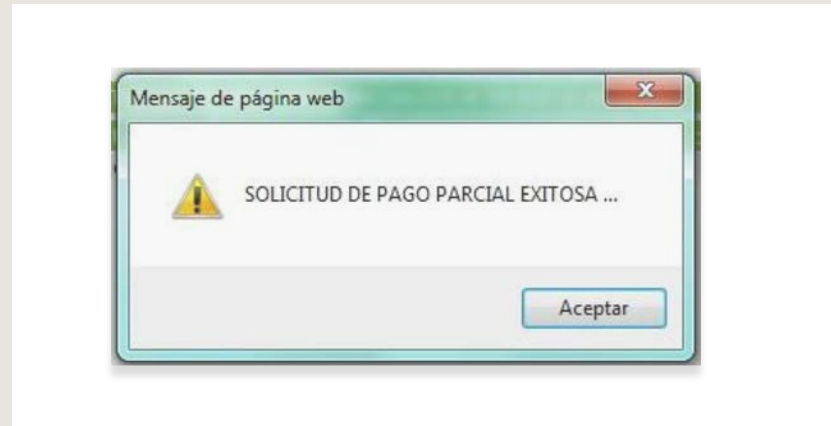 Mensaje de página web
SOLICITUD DE PAGO PARCIAL EXITOSA ...
Aceptar